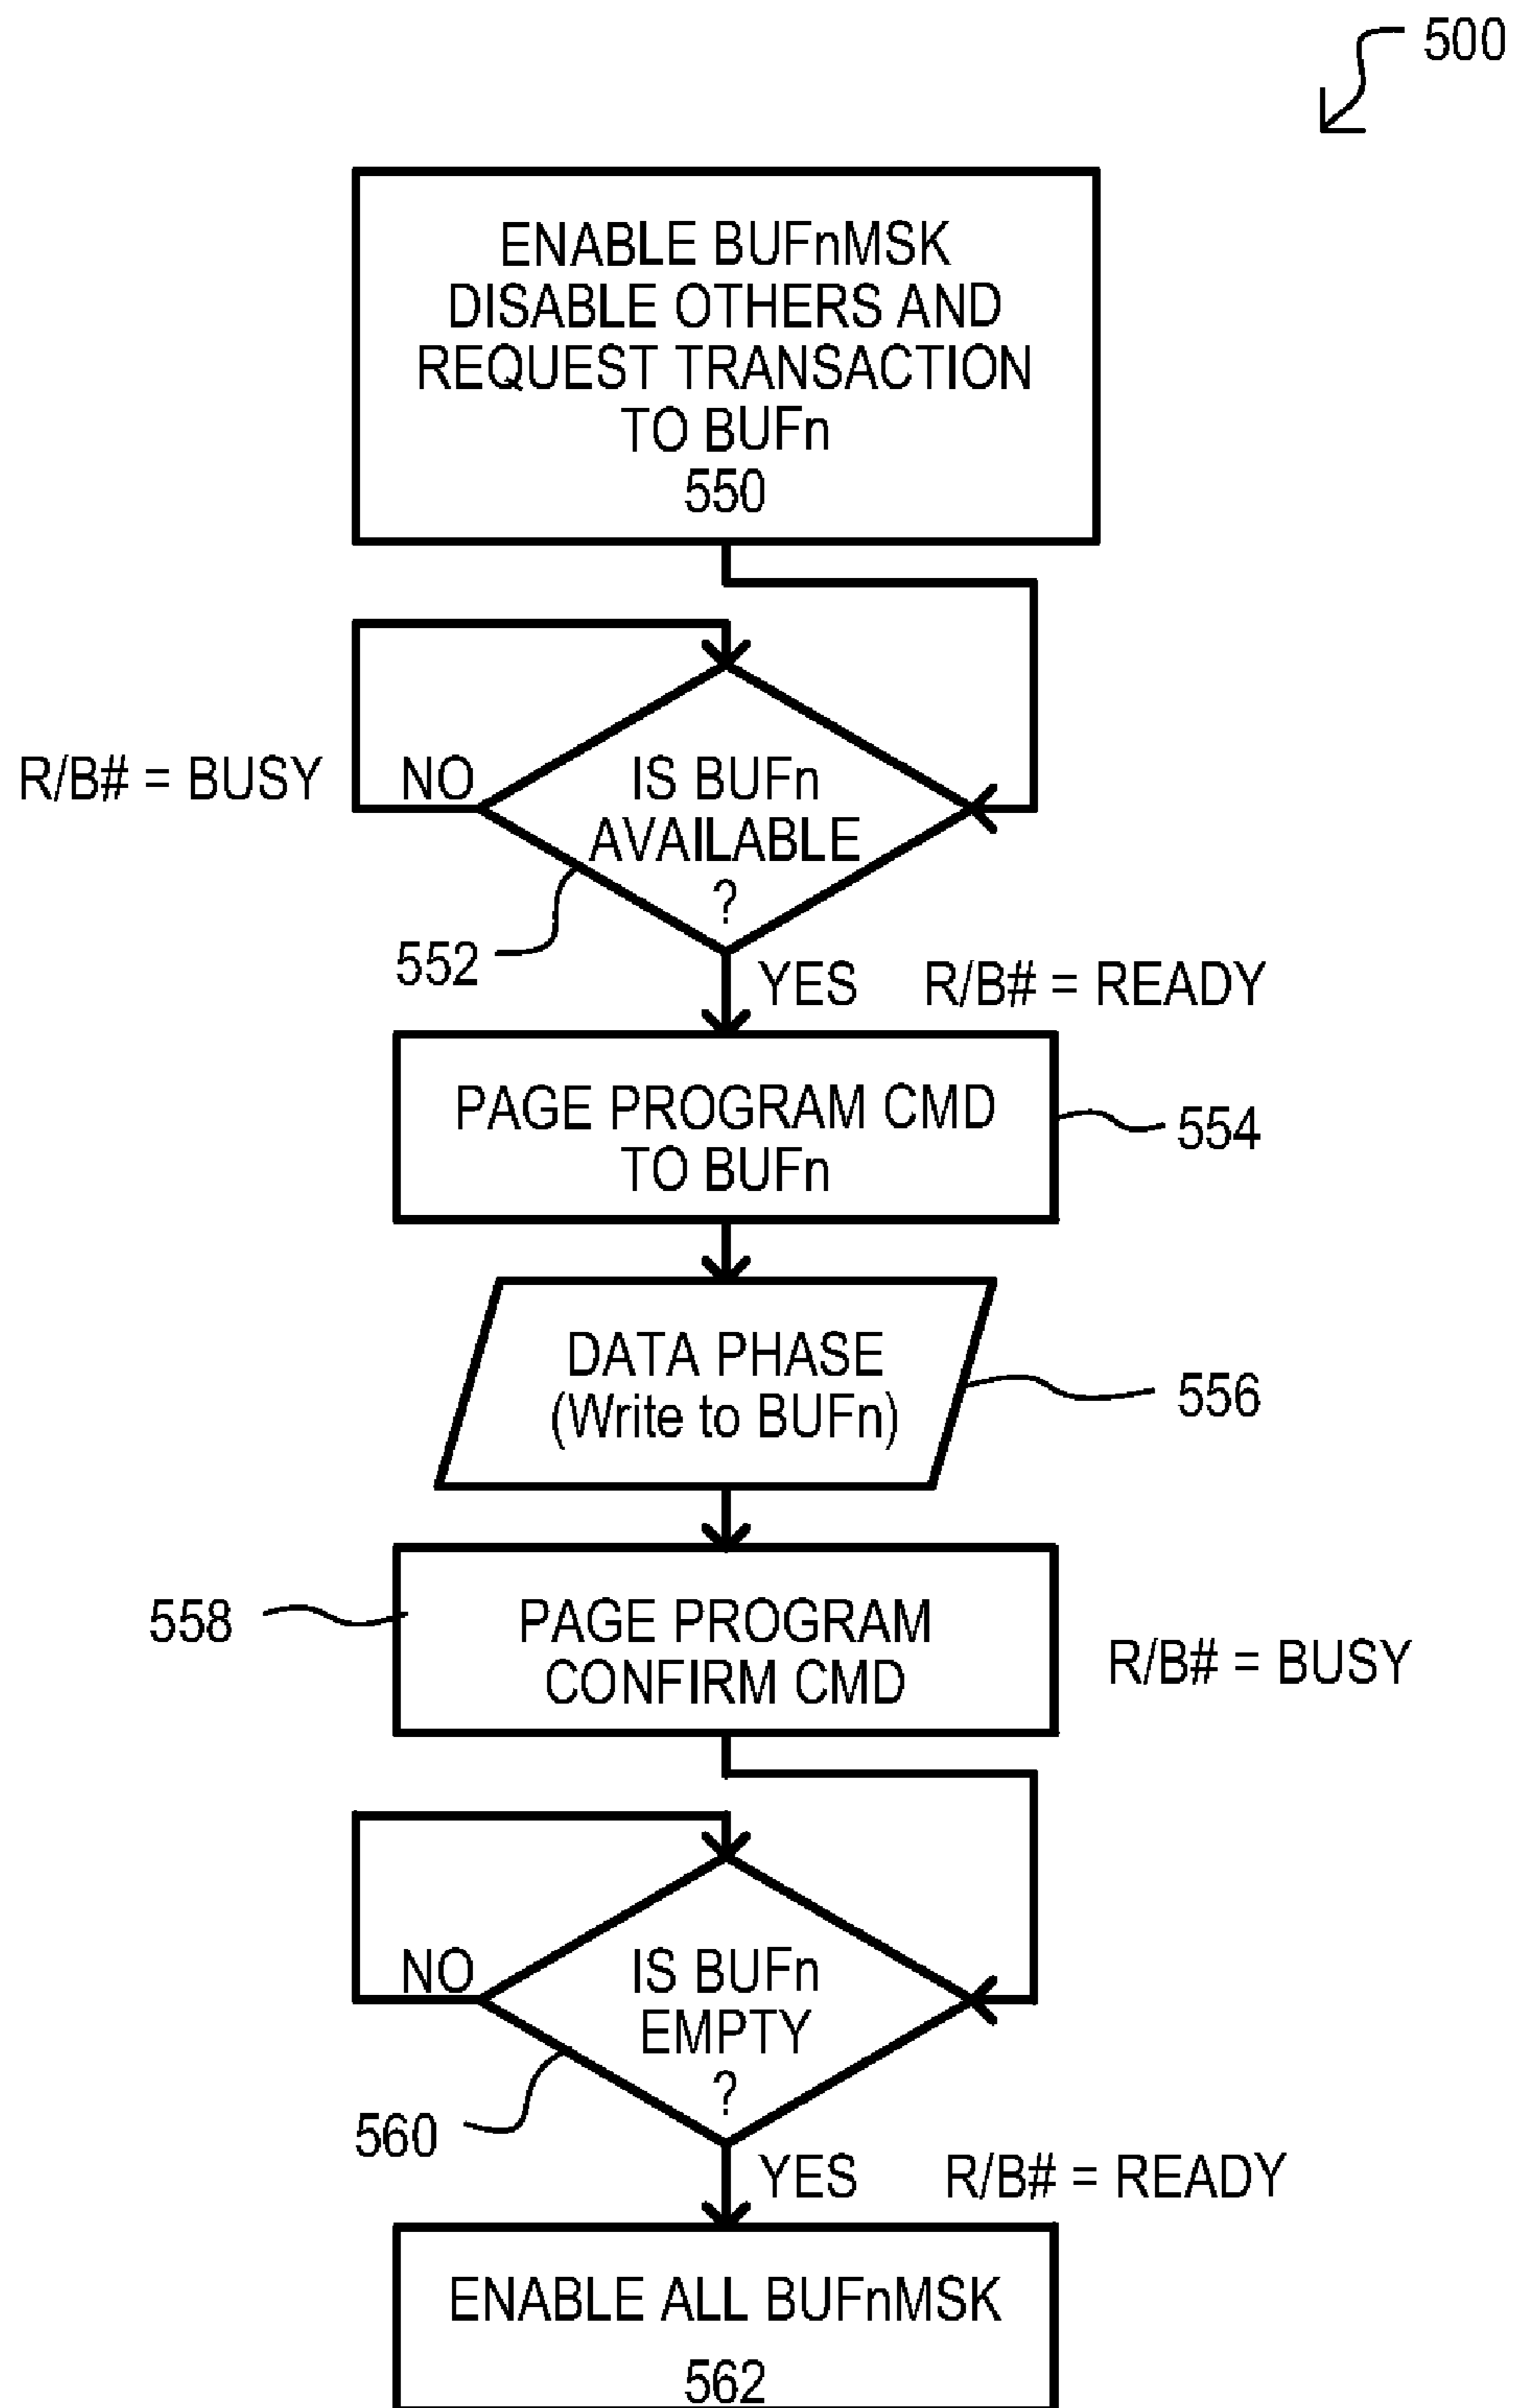 500
ENABLE BUFnMSK
DISABLE OTHERS AND
REQUEST TRANSACTION
TO BUFn
550
R/B# = BUSY
NO
IS BUFn
AVAILABLE
?
552
YES
R/B# = READY
PAGE PROGRAM CMD
TO BUFn
554
DATA PHASE
(Write to BUFn)
556
558
PAGE PROGRAM
CONFIRM CMD
R/B# = BUSY
NO
IS BUFn
EMPTY
?
560
YES
R/B# = READY
ENABLE ALL BUFnMSK
562